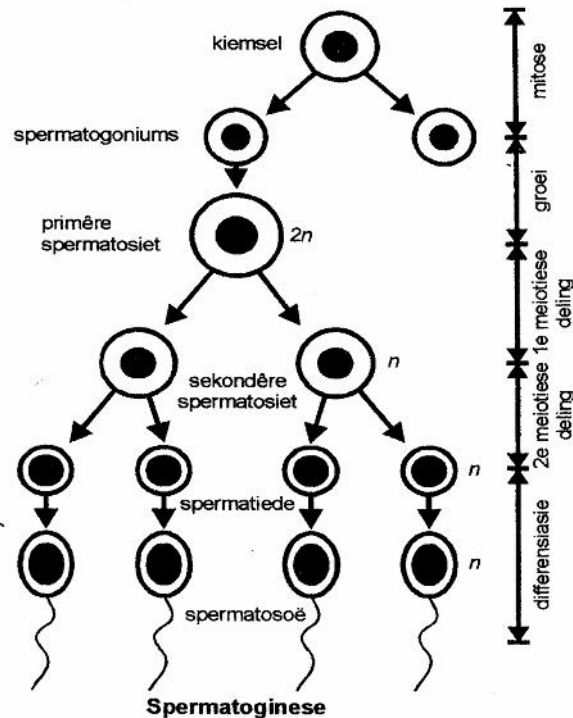 kiemsel
mitose
spermatogoniums
groei
primêre
spermatosiet
2n
1e meiotiese
deling
n
sekondêre
spermatosiet
2e meiotiese
deling
n
spermatiede
differensiasie
n
spermatosoë
Spermatoginese